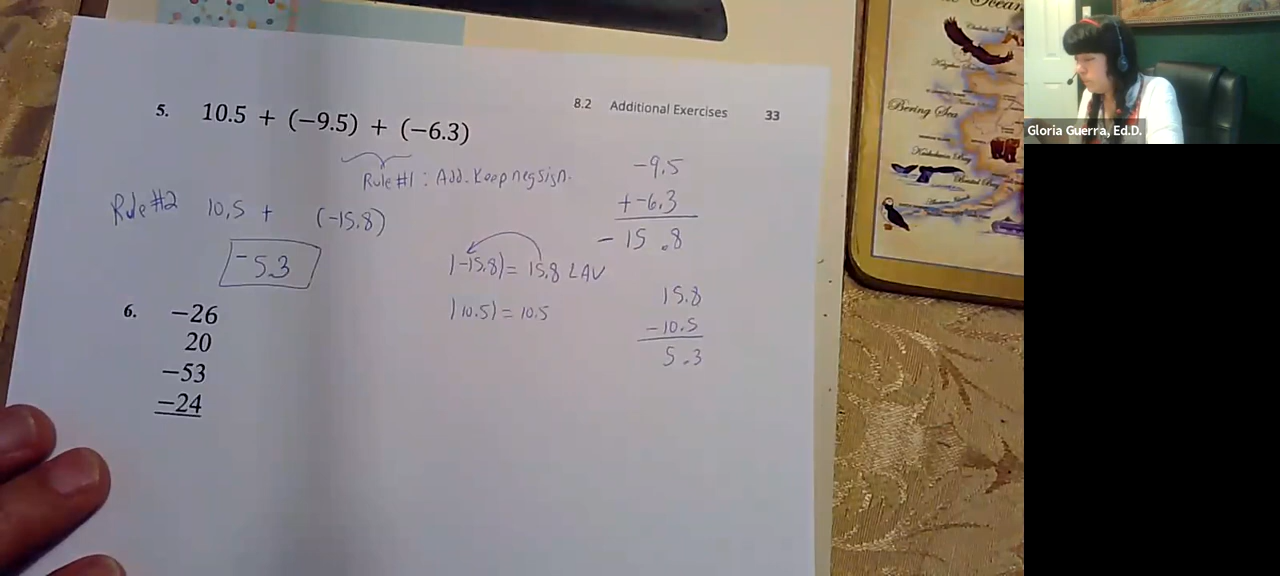 8.2 Additional Exercises 33
5. 10.5 + (−9.5) + (−6.3)
Rule #1: Add. Keep neg sign.
-9.5
+-6.3
- 15.8
Rule #2 10.5 + (-15.8)
-5.3
|-15.8| = 15.8 LAV
|10.5| = 10.5
15.8
-10.5
5.3
6. −26
20
−53
−24
Ocean
Bering Sea
Gloria Guerra, Ed.D.